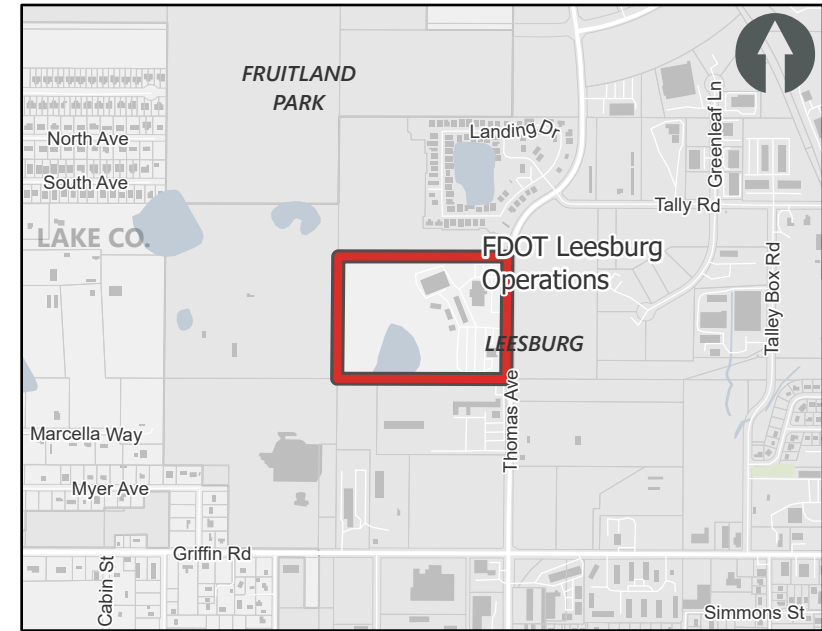 FRUITLAND
PARK
Landing Dr
Greenleaf Ln
North Ave
South Ave
Tally Rd
LAKE CO.
FDOT Leesburg
Operations
Talley Box Rd
LEESBURG
Thomas Ave
Marcella Way
Myer Ave
Griffin Rd
Cabin St
Simmons St